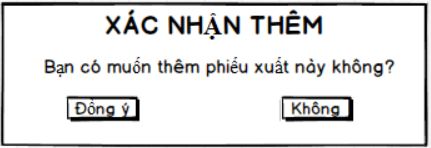 XÁC NHẬN THÊM
Bạn có muốn thêm phiếu xuất này không?
Đồng ý Không